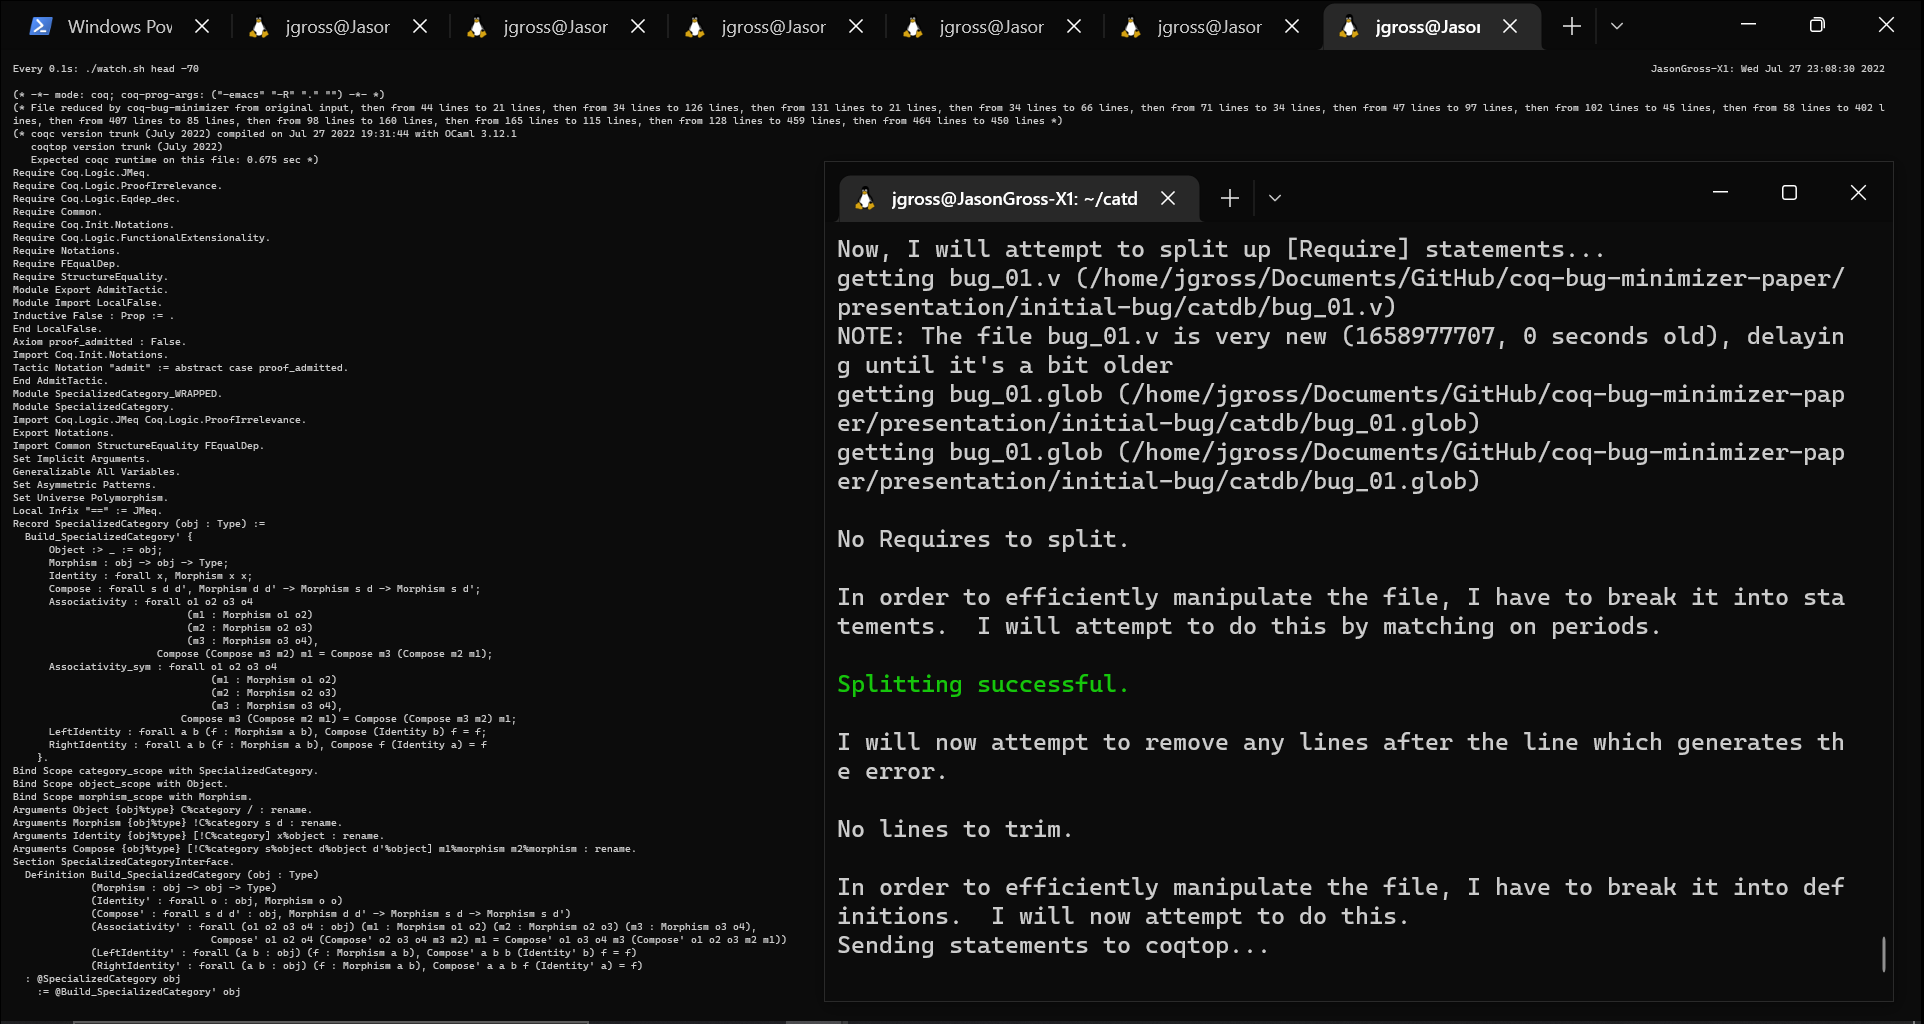 Windows Pow
jgross@Jasor
jgross@Jasor
jgross@Jasor
jgross@Jasor
jgross@Jasor
jgross@Jasor
Every 0.1s: ./watch.sh head -70
JasonGross-X1: Wed Jul 27 23:08:30 2022
(* -*- mode: coq; coq-prog-args: ("-emacs" "-R" "." "") -*- *)
(* File reduced by coq-bug-minimizer from original input, then from 44 lines to 21 lines, then from 34 lines to 126 lines, then from 131 lines to 21 lines, then from 34 lines to 66 lines, then from 71 lines to 34 lines, then from 47 lines to 97 lines, then from 102 lines to 45 lines, then from 58 lines to 402 l
ines, then from 407 lines to 85 lines, then from 98 lines to 160 lines, then from 165 lines to 115 lines, then from 128 lines to 459 lines, then from 464 lines to 450 lines *)
(* coqc version trunk (July 2022) compiled on Jul 27 2022 19:31:44 with OCaml 3.12.1
coqtop version trunk (July 2022)
Expected coqc runtime on this file: 0.675 sec *)
Require Coq.Logic.JMeq.
Require Coq.Logic.ProofIrrelevance.
Require Coq.Logic.Eqdep_dec.
Require Common.
Require Coq.Init.Notations.
Require Coq.Logic.FunctionalExtensionality.
Require Notations.
Require FEqualDep.
Require StructureEquality.
Module Export AdmitTactic.
Module Import LocalFalse.
Inductive False : Prop := .
End LocalFalse.
Axiom proof_admitted : False.
Import Coq.Init.Notations.
Tactic Notation "admit" := abstract case proof_admitted.
End AdmitTactic.
Module SpecializedCategory_WRAPPED.
Module SpecializedCategory.
Import Coq.Logic.JMeq Coq.Logic.ProofIrrelevance.
Export Notations.
Import Common StructureEquality FEqualDep.
Set Implicit Arguments.
Generalizable All Variables.
Set Asymmetric Patterns.
Set Universe Polymorphism.
Local Infix "==" := JMeq.
Record SpecializedCategory (obj : Type) :=
Build_SpecializedCategory' {
Object :> _ := obj;
Morphism : obj -> obj -> Type;
Identity : forall x, Morphism x x;
Compose : forall s d d', Morphism d d' -> Morphism s d -> Morphism s d';
Associativity : forall o1 o2 o3 o4
(m1 : Morphism o1 o2)
(m2 : Morphism o2 o3)
(m3 : Morphism o3 o4),
Compose (Compose m3 m2) m1 = Compose m3 (Compose m2 m1);
Associativity_sym : forall o1 o2 o3 o4
(m1 : Morphism o1 o2)
(m2 : Morphism o2 o3)
(m3 : Morphism o3 o4),
Compose m3 (Compose m2 m1) = Compose (Compose m3 m2) m1;
LeftIdentity : forall a b (f : Morphism a b), Compose (Identity b) f = f;
RightIdentity : forall a b (f : Morphism a b), Compose f (Identity a) = f
}.
Bind Scope category_scope with SpecializedCategory.
Bind Scope object_scope with Object.
Bind Scope morphism_scope with Morphism.
Arguments Object {obj%type} C%category / : rename.
Arguments Morphism {obj%type} !C%category s d : rename.
Arguments Identity {obj%type} [!C%category] x%object : rename.
Arguments Compose {obj%type} [!C%category s%object d%object d'%object] m1%morphism m2%morphism : rename.
Section SpecializedCategoryInterface.
Definition Build_SpecializedCategory (obj : Type)
(Morphism : obj -> obj -> Type)
(Identity' : forall o : obj, Morphism o o)
(Compose' : forall s d d' : obj, Morphism d d' -> Morphism s d -> Morphism s d')
(Associativity' : forall (o1 o2 o3 o4 : obj) (m1 : Morphism o1 o2) (m2 : Morphism o2 o3) (m3 : Morphism o3 o4),
Compose' o1 o2 o4 (Compose' o2 o3 o4 m3 m2) m1 = Compose' o1 o3 o4 m3 (Compose' o1 o2 o3 m2 m1))
(LeftIdentity' : forall (a b : obj) (f : Morphism a b), Compose' a b b (Identity' b) f = f)
(RightIdentity' : forall (a b : obj) (f : Morphism a b), Compose' a a b f (Identity' a) = f)
: @SpecializedCategory obj
:= @Build_SpecializedCategory' obj
jgross@JasonGross-X1: ~/catd
Now, I will attempt to split up [Require] statements...
getting bug_01.v (/home/jgross/Documents/GitHub/coq-bug-minimizer-paper/
presentation/initial-bug/catdb/bug_01.v)
NOTE: The file bug_01.v is very new (1658977707, 0 seconds old), delayin
g until it's a bit older
getting bug_01.glob (/home/jgross/Documents/GitHub/coq-bug-minimizer-pap
er/presentation/initial-bug/catdb/bug_01.glob)
getting bug_01.glob (/home/jgross/Documents/GitHub/coq-bug-minimizer-pap
er/presentation/initial-bug/catdb/bug_01.glob)
No Requires to split.
In order to efficiently manipulate the file, I have to break it into sta
tements.  I will attempt to do this by matching on periods.
Splitting successful.
I will now attempt to remove any lines after the line which generates th
e error.
No lines to trim.
In order to efficiently manipulate the file, I have to break it into def
initions.  I will now attempt to do this.
Sending statements to coqtop...